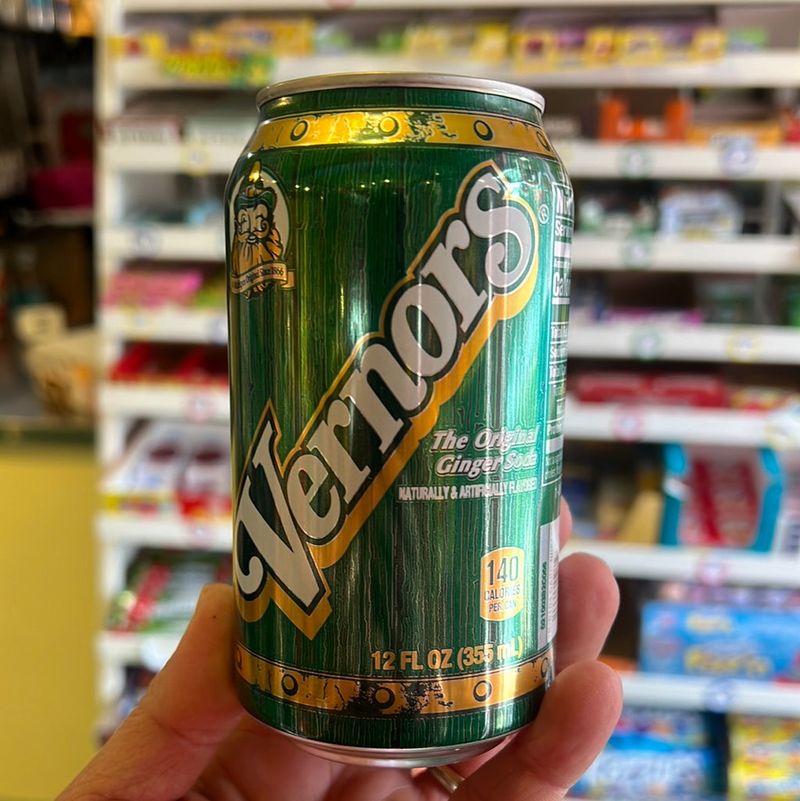 Vernors
®
The Original
Ginger Soda
NATURALLY & ARTIFICIALLY FLAVORED
140
CALORIES
PER CAN
12 FL OZ (355 mL)